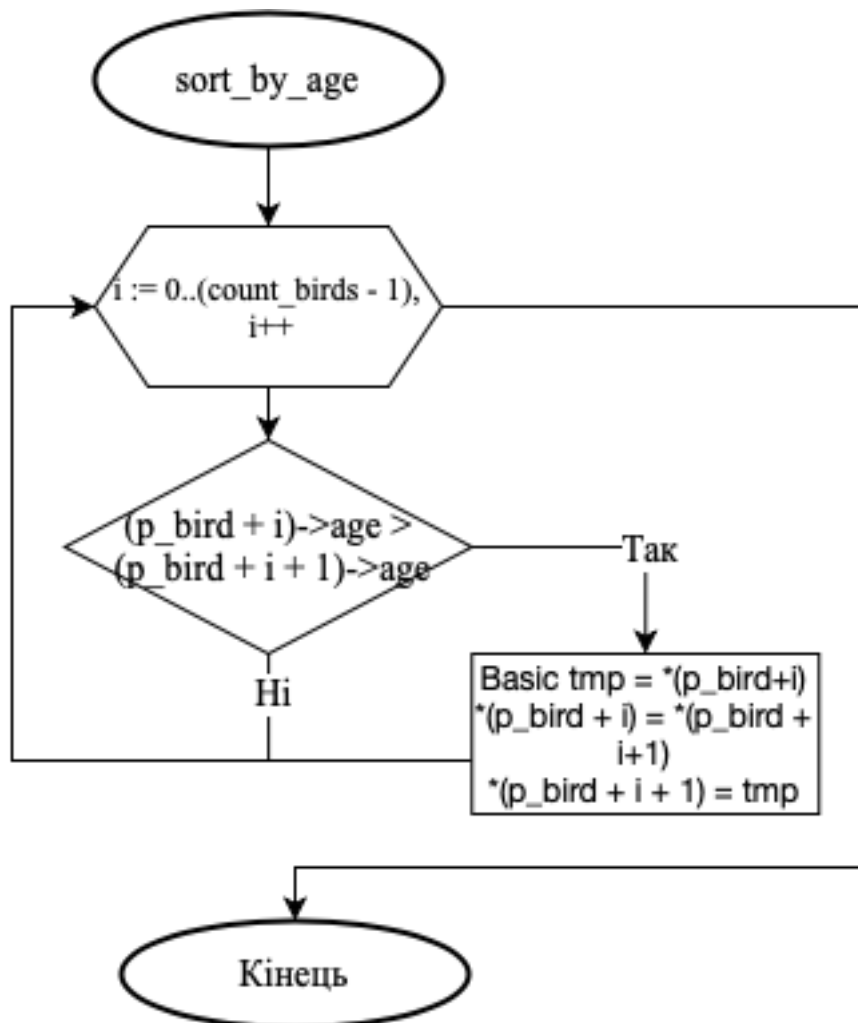 sort_by_age
i := 0..(count_birds - 1),
i++
(p_bird + i)->age >
(p_bird + i + 1)->age
Так
Ні
Basic tmp = *(p_bird+i)
*(p_bird + i) = *(p_bird +
i+1)
*(p_bird + i + 1) = tmp
Кінець